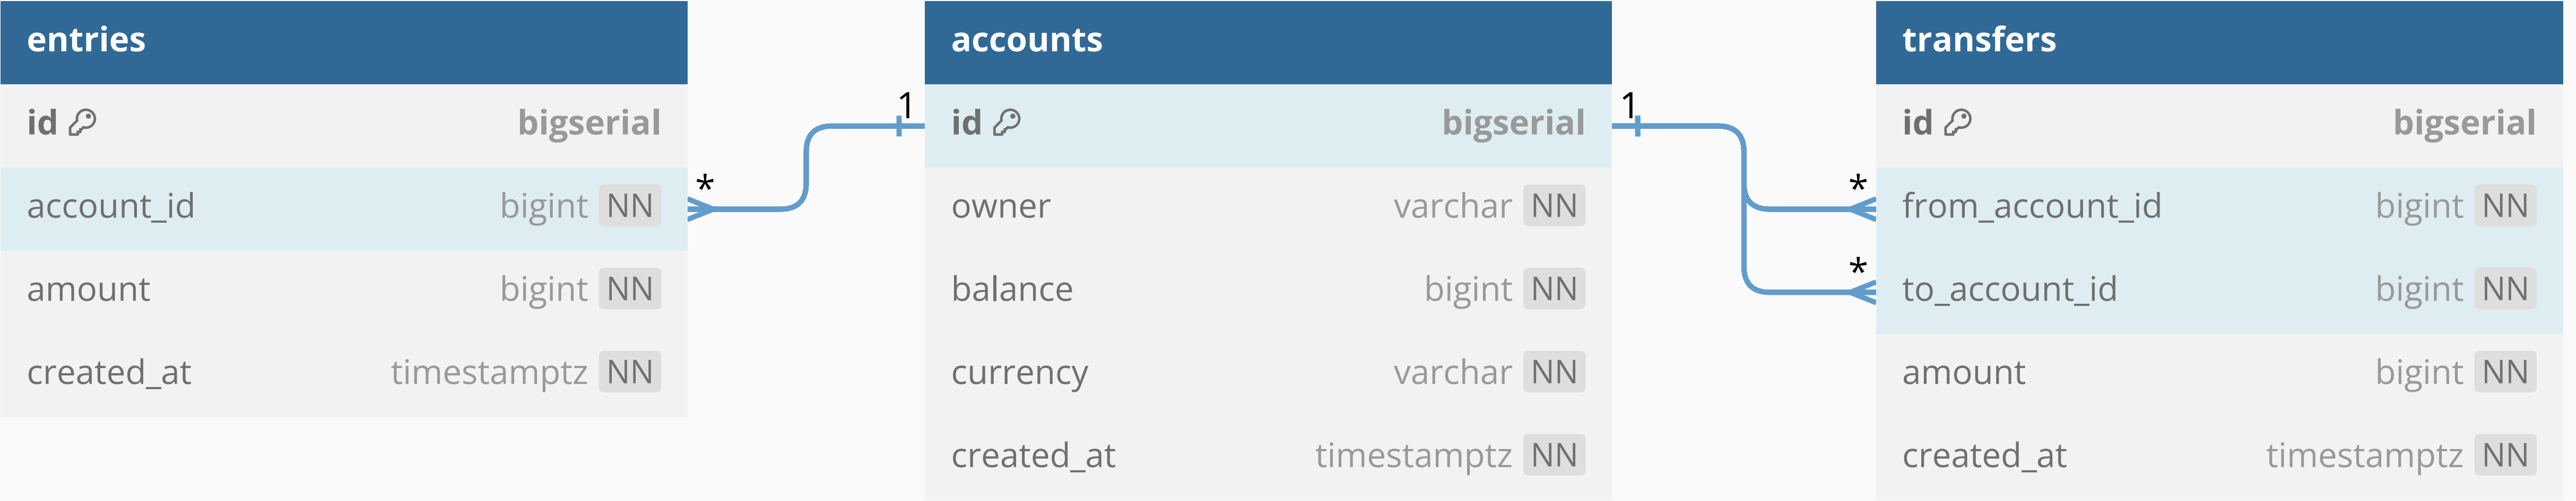 entries
id bigserial
account_id bigint NN
amount bigint NN
created_at timestamptz NN
* 1
accounts
id bigserial
owner varchar NN
balance bigint NN
currency varchar NN
created_at timestamptz NN
1 * *
transfers
id bigserial
from_account_id bigint NN
to_account_id bigint NN
amount bigint NN
created_at timestamptz NN